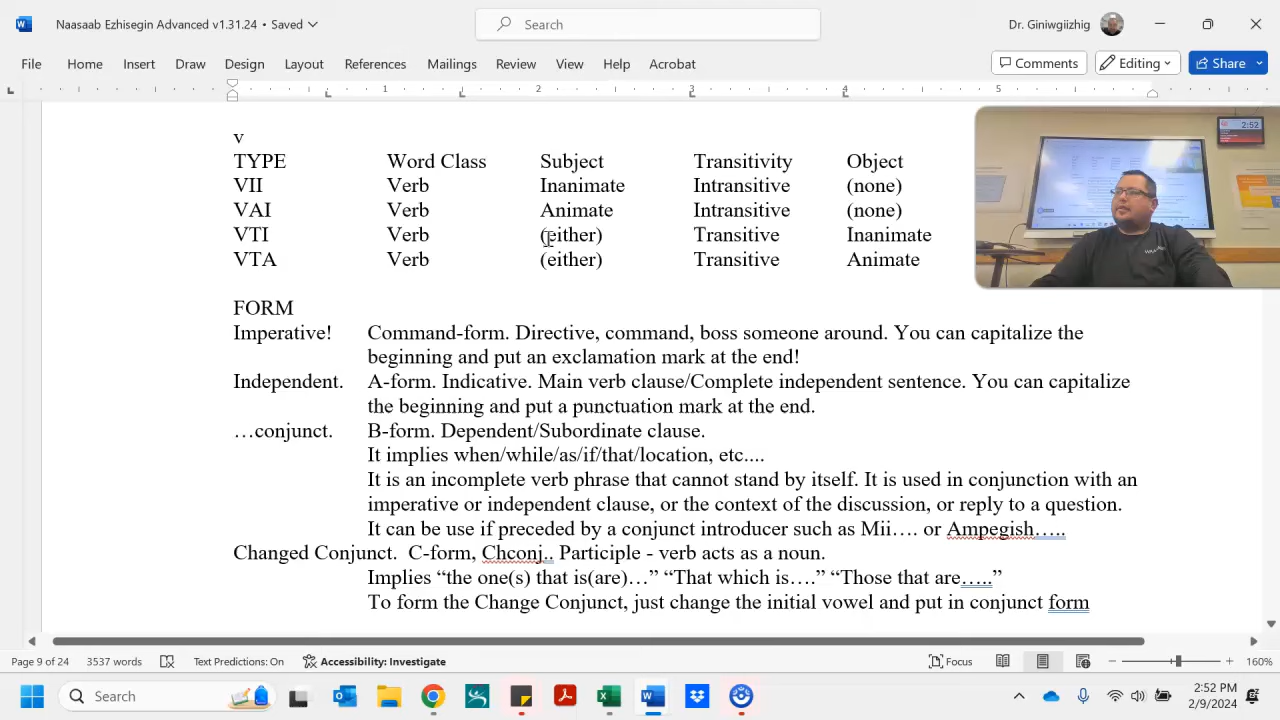 Naasaab Ezhisegin Advanced v1.31.24 • Saved
Search
Dr. Giniwgiizhig
File Home Insert Draw Design Layout References Mailings Review View Help Acrobat
Comments Editing Share
1 2 3 4 5
v
TYPE Word Class Subject Transitivity Object
VII Verb Inanimate Intransitive (none)
VAI Verb Animate Intransitive (none)
VTI Verb (either) Transitive Inanimate
VTA Verb (either) Transitive Animate
2:52
FORM
Imperative! Command-form. Directive, command, boss someone around. You can capitalize the
beginning and put an exclamation mark at the end!
Independent. A-form. Indicative. Main verb clause/Complete independent sentence. You can capitalize
the beginning and put a punctuation mark at the end.
…conjunct. B-form. Dependent/Subordinate clause.
It implies when/while/as/if/that/location, etc....
It is an incomplete verb phrase that cannot stand by itself. It is used in conjunction with an
imperative or independent clause, or the context of the discussion, or reply to a question.
It can be use if preceded by a conjunct introducer such as Mii…. or Ampegish…..
Changed Conjunct. C-form, Chconj.. Participle - verb acts as a noun.
Implies “the one(s) that is(are)…” “That which is….” “Those that are…..”
To form the Change Conjunct, just change the initial vowel and put in conjunct form
Page 9 of 24 3537 words Text Predictions: On Accessibility: Investigate Focus 160%
Search
2:52 PM
2/9/2024